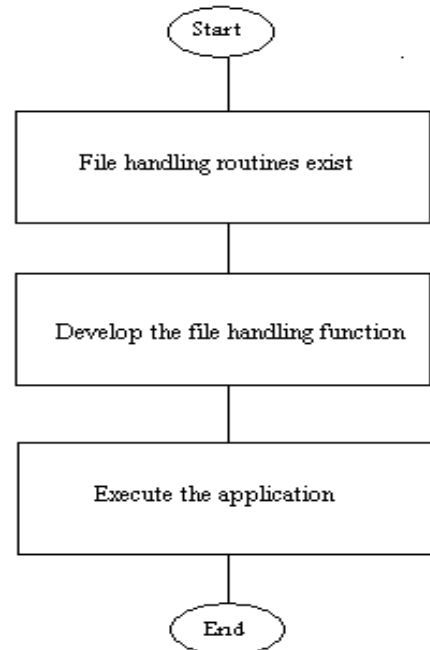 Start
File handling routines exist
Develop the file handling function
Execute the application
End